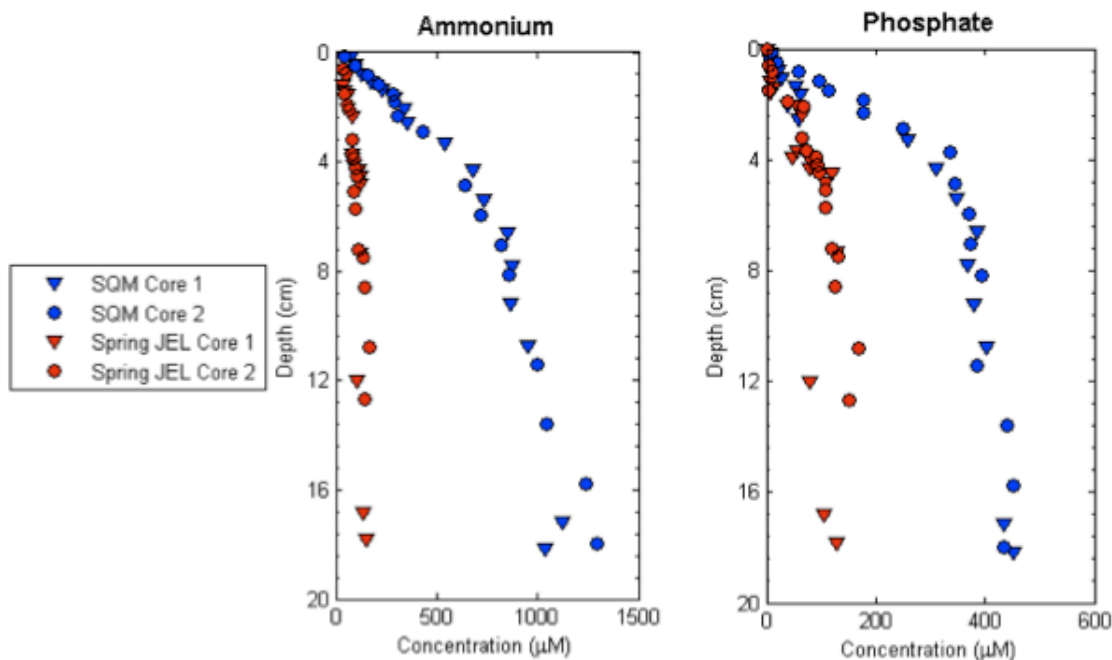 Ammonium
Phosphate
0
4
8
12
16
20
Depth (cm)
0
500
1000
1500
Concentration (μM)
0
4
8
12
16
20
Depth (cm)
0
200
400
600
Concentration (μM)
SQM Core 1
SQM Core 2
Spring JEL Core 1
Spring JEL Core 2